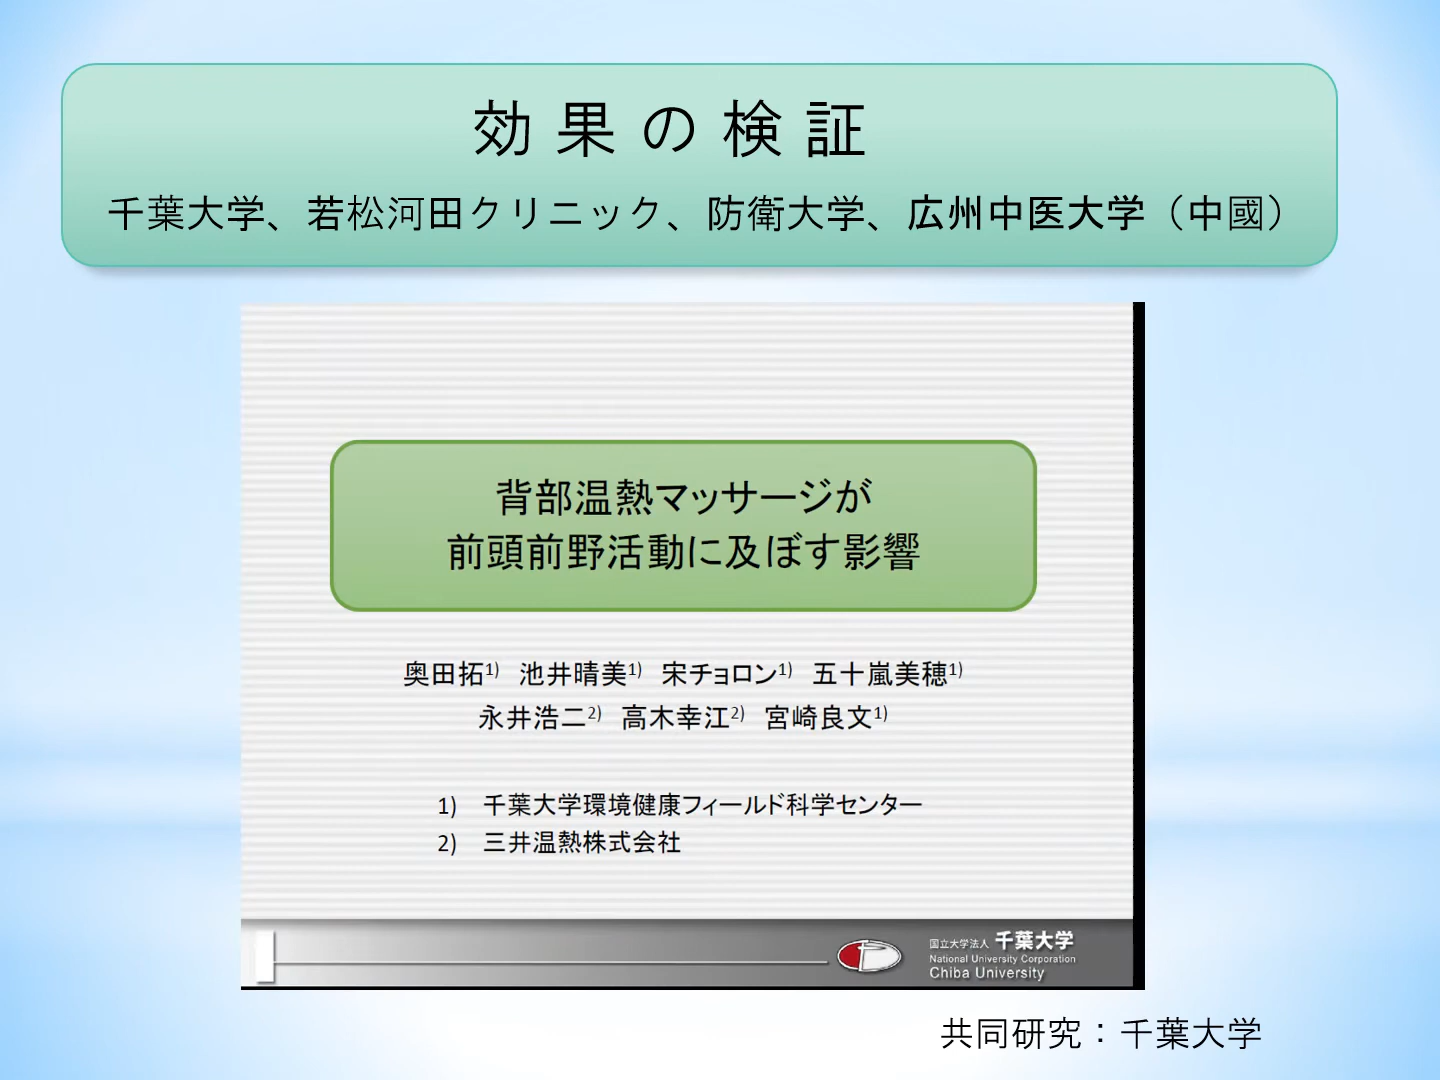 効果の検証
千葉大学、若松河田クリニック、防衛大学、広州中医大学（中國）
背部温熱マッサージが
前頭前野活動に及ぼす影響
奥田拓1) 池井晴美1) 宋チョロン1) 五十嵐美穂1)
永井浩二2) 高木幸江2) 宮崎良文1)
1) 千葉大学環境健康フィールド科学センター
2) 三井温熱株式会社
国立大学法人 千葉大学
National University Corporation
Chiba University
共同研究：千葉大学